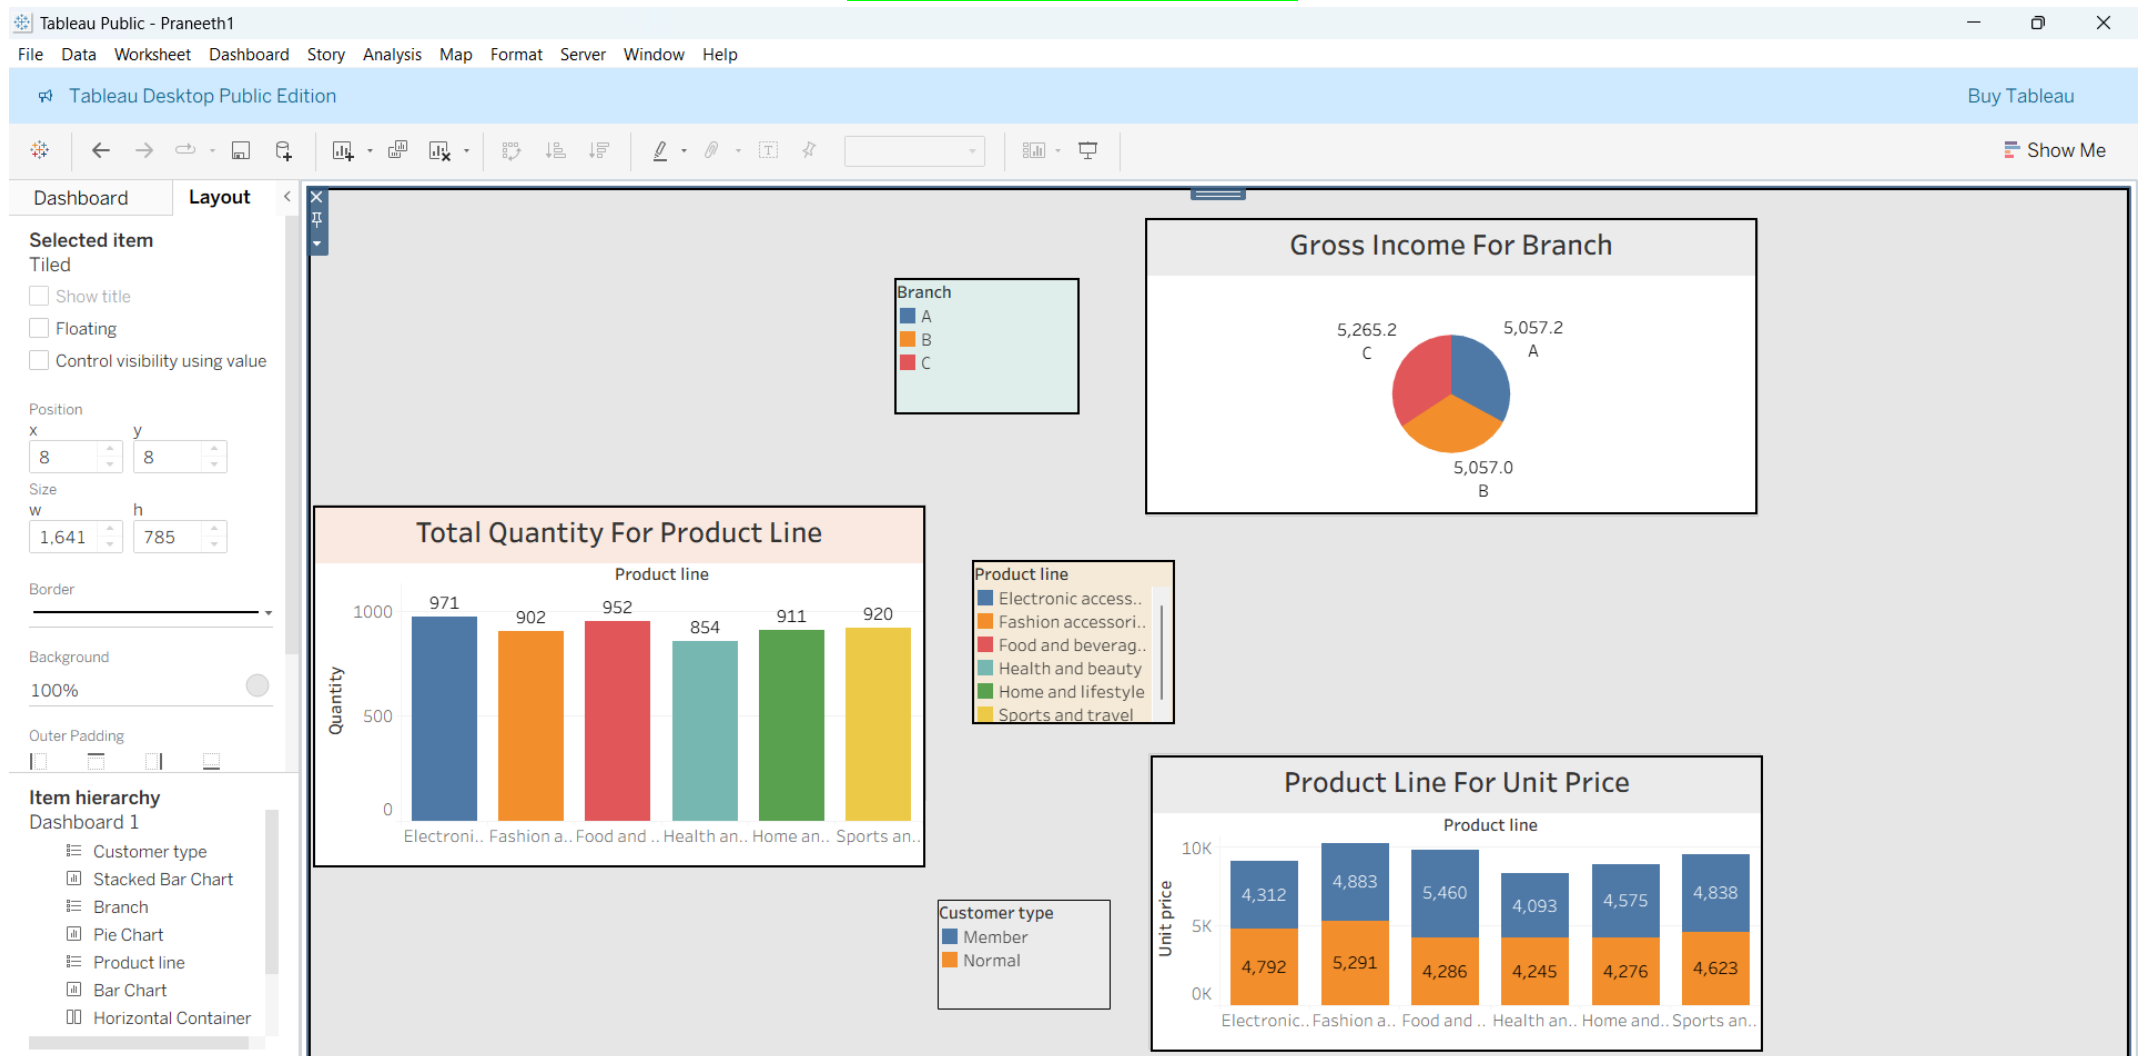 Tableau Public - Praneeth1
File Data Worksheet Dashboard Story Analysis Map Format Server Window Help
Tableau Desktop Public Edition
Buy Tableau
Show Me
Dashboard Layout
Selected item
Tiled
Show title
Floating
Control visibility using value
Position
x y
8 8
Size
w h
1,641 785
Border
Background
100%
Outer Padding
Item hierarchy
Dashboard 1
Customer type
Stacked Bar Chart
Branch
Pie Chart
Product line
Bar Chart
Horizontal Container
Branch
A
B
C
Gross Income For Branch
5,265.2
C
5,057.2
A
5,057.0
B
Total Quantity For Product Line
Product line
Quantity
1000
500
0
971 902 952 854 911 920
Electroni.. Fashion a.. Food and .. Health an.. Home an.. Sports an..
Product line
Electronic access..
Fashion accessori..
Food and beverag..
Health and beauty
Home and lifestyle
Sports and travel
Customer type
Member
Normal
Product Line For Unit Price
Product line
Unit price
10K
5K
0K
4,312 4,883 5,460 4,093 4,575 4,838
4,792 5,291 4,286 4,245 4,276 4,623
Electronic.. Fashion a.. Food and .. Health an.. Home and.. Sports an..